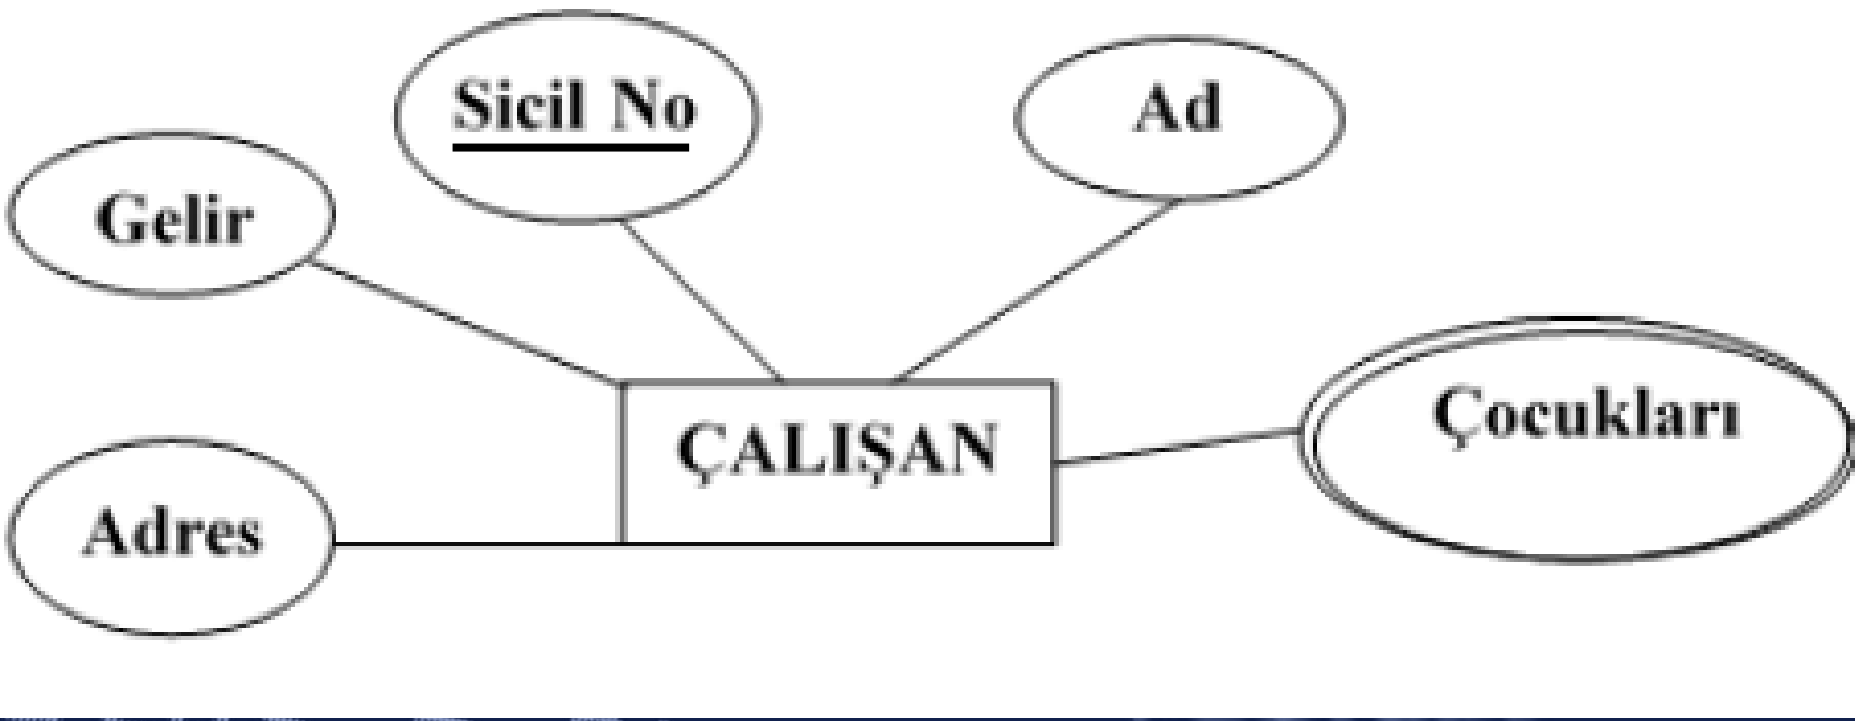 Sicil No
Ad
Gelir
Çocukları
ÇALIŞAN
Adres